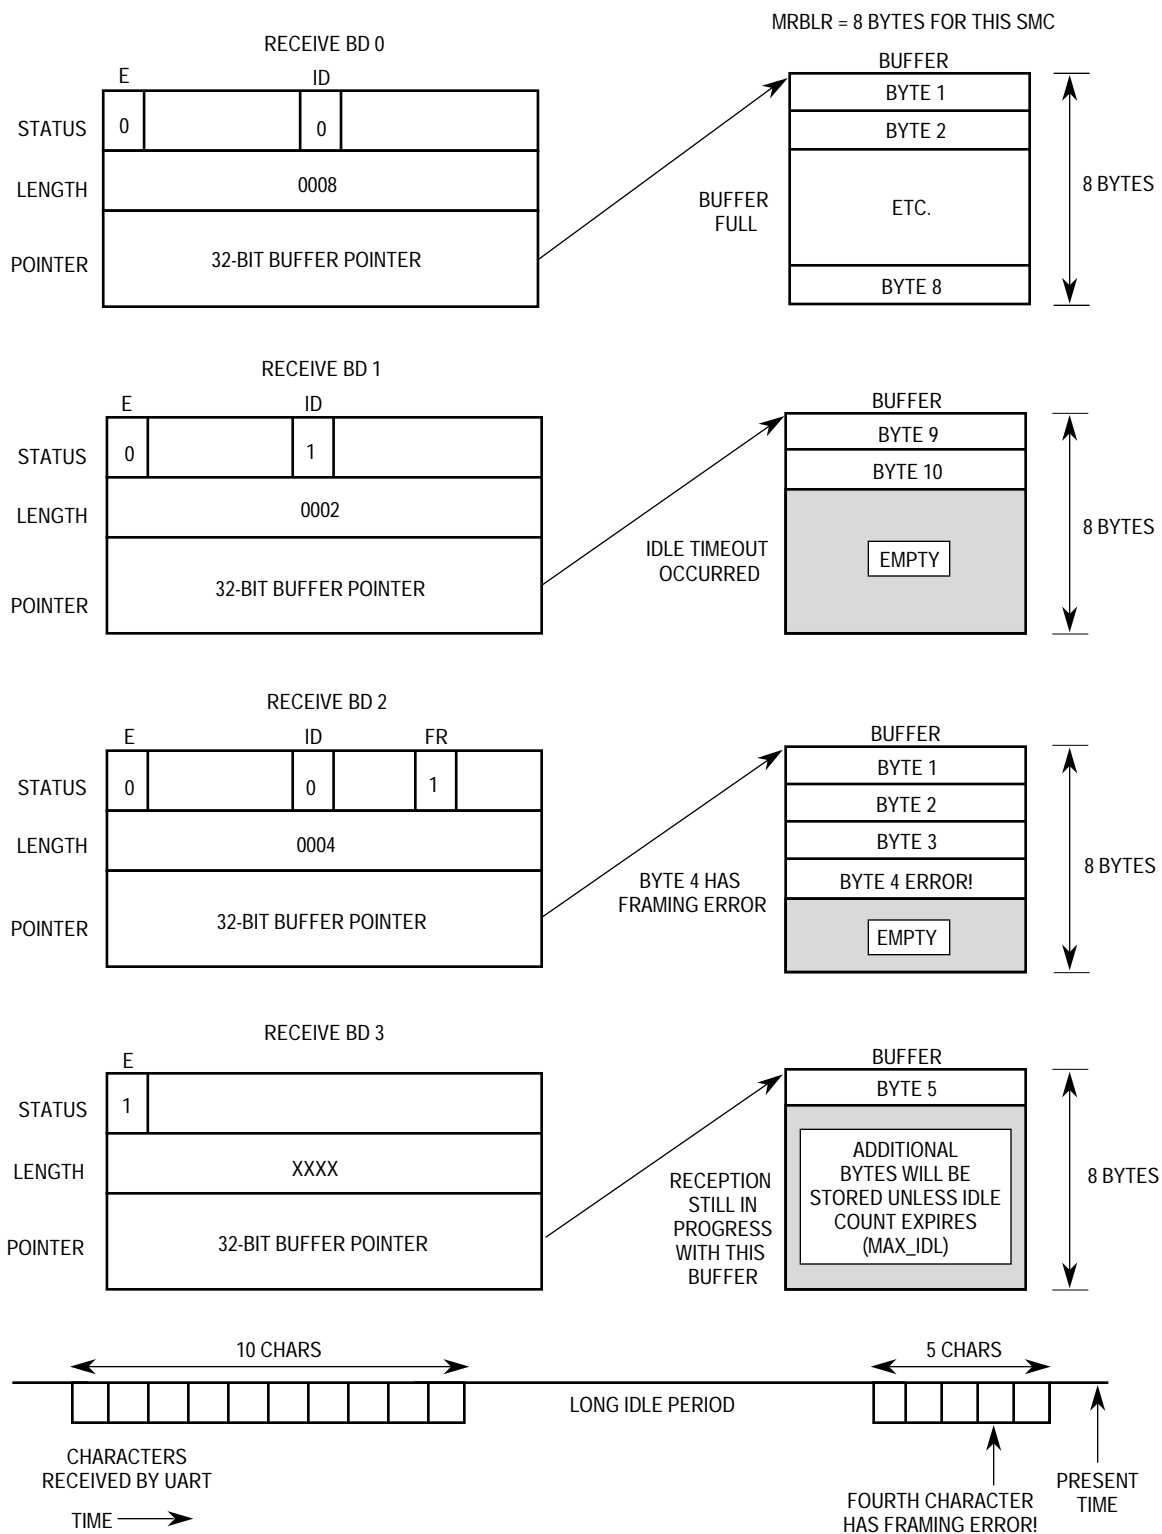 MRBLR = 8 BYTES FOR THIS SMC
RECEIVE BD 0
E
ID
STATUS
0
0
LENGTH
0008
POINTER
32-BIT BUFFER POINTER
BUFFER
FULL
BUFFER
BYTE 1
BYTE 2
ETC.
BYTE 8
8 BYTES
RECEIVE BD 1
E
ID
STATUS
0
1
LENGTH
0002
POINTER
32-BIT BUFFER POINTER
IDLE TIMEOUT
OCCURRED
BUFFER
BYTE 9
BYTE 10
EMPTY
8 BYTES
RECEIVE BD 2
E
ID
FR
STATUS
0
0
1
LENGTH
0004
POINTER
32-BIT BUFFER POINTER
BYTE 4 HAS
FRAMING ERROR
BUFFER
BYTE 1
BYTE 2
BYTE 3
BYTE 4 ERROR!
EMPTY
8 BYTES
RECEIVE BD 3
E
STATUS
1
LENGTH
XXXX
POINTER
32-BIT BUFFER POINTER
RECEPTION
STILL IN
PROGRESS
WITH THIS
BUFFER
BUFFER
BYTE 5
ADDITIONAL
BYTES WILL BE
STORED UNLESS IDLE
COUNT EXPIRES
(MAX_IDL)
8 BYTES
10 CHARS
5 CHARS
LONG IDLE PERIOD
CHARACTERS
RECEIVED BY UART
TIME
FOURTH CHARACTER
HAS FRAMING ERROR!
PRESENT
TIME